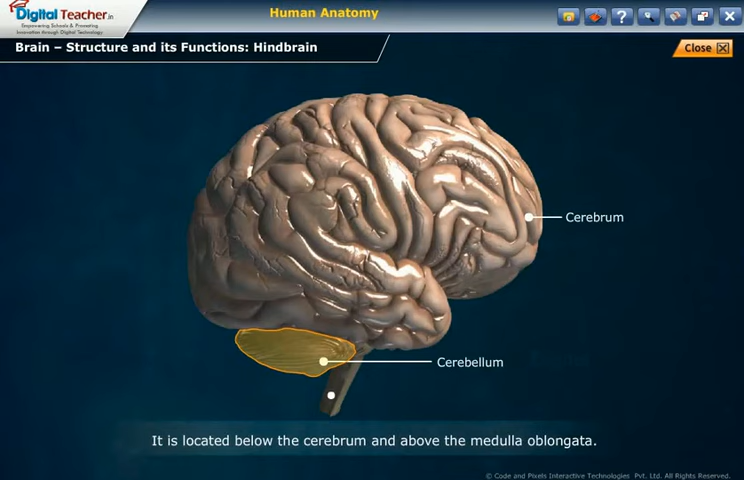 Digital Teacher.in
Empowering Schools & Promoting
Innovation through Digital Technology
Human Anatomy
?
Brain – Structure and its Functions: Hindbrain
Close
Cerebrum
Cerebellum
It is located below the cerebrum and above the medulla oblongata.
© Code and Pixels Interactive Technologies Pvt. Ltd. All Rights Reserved.